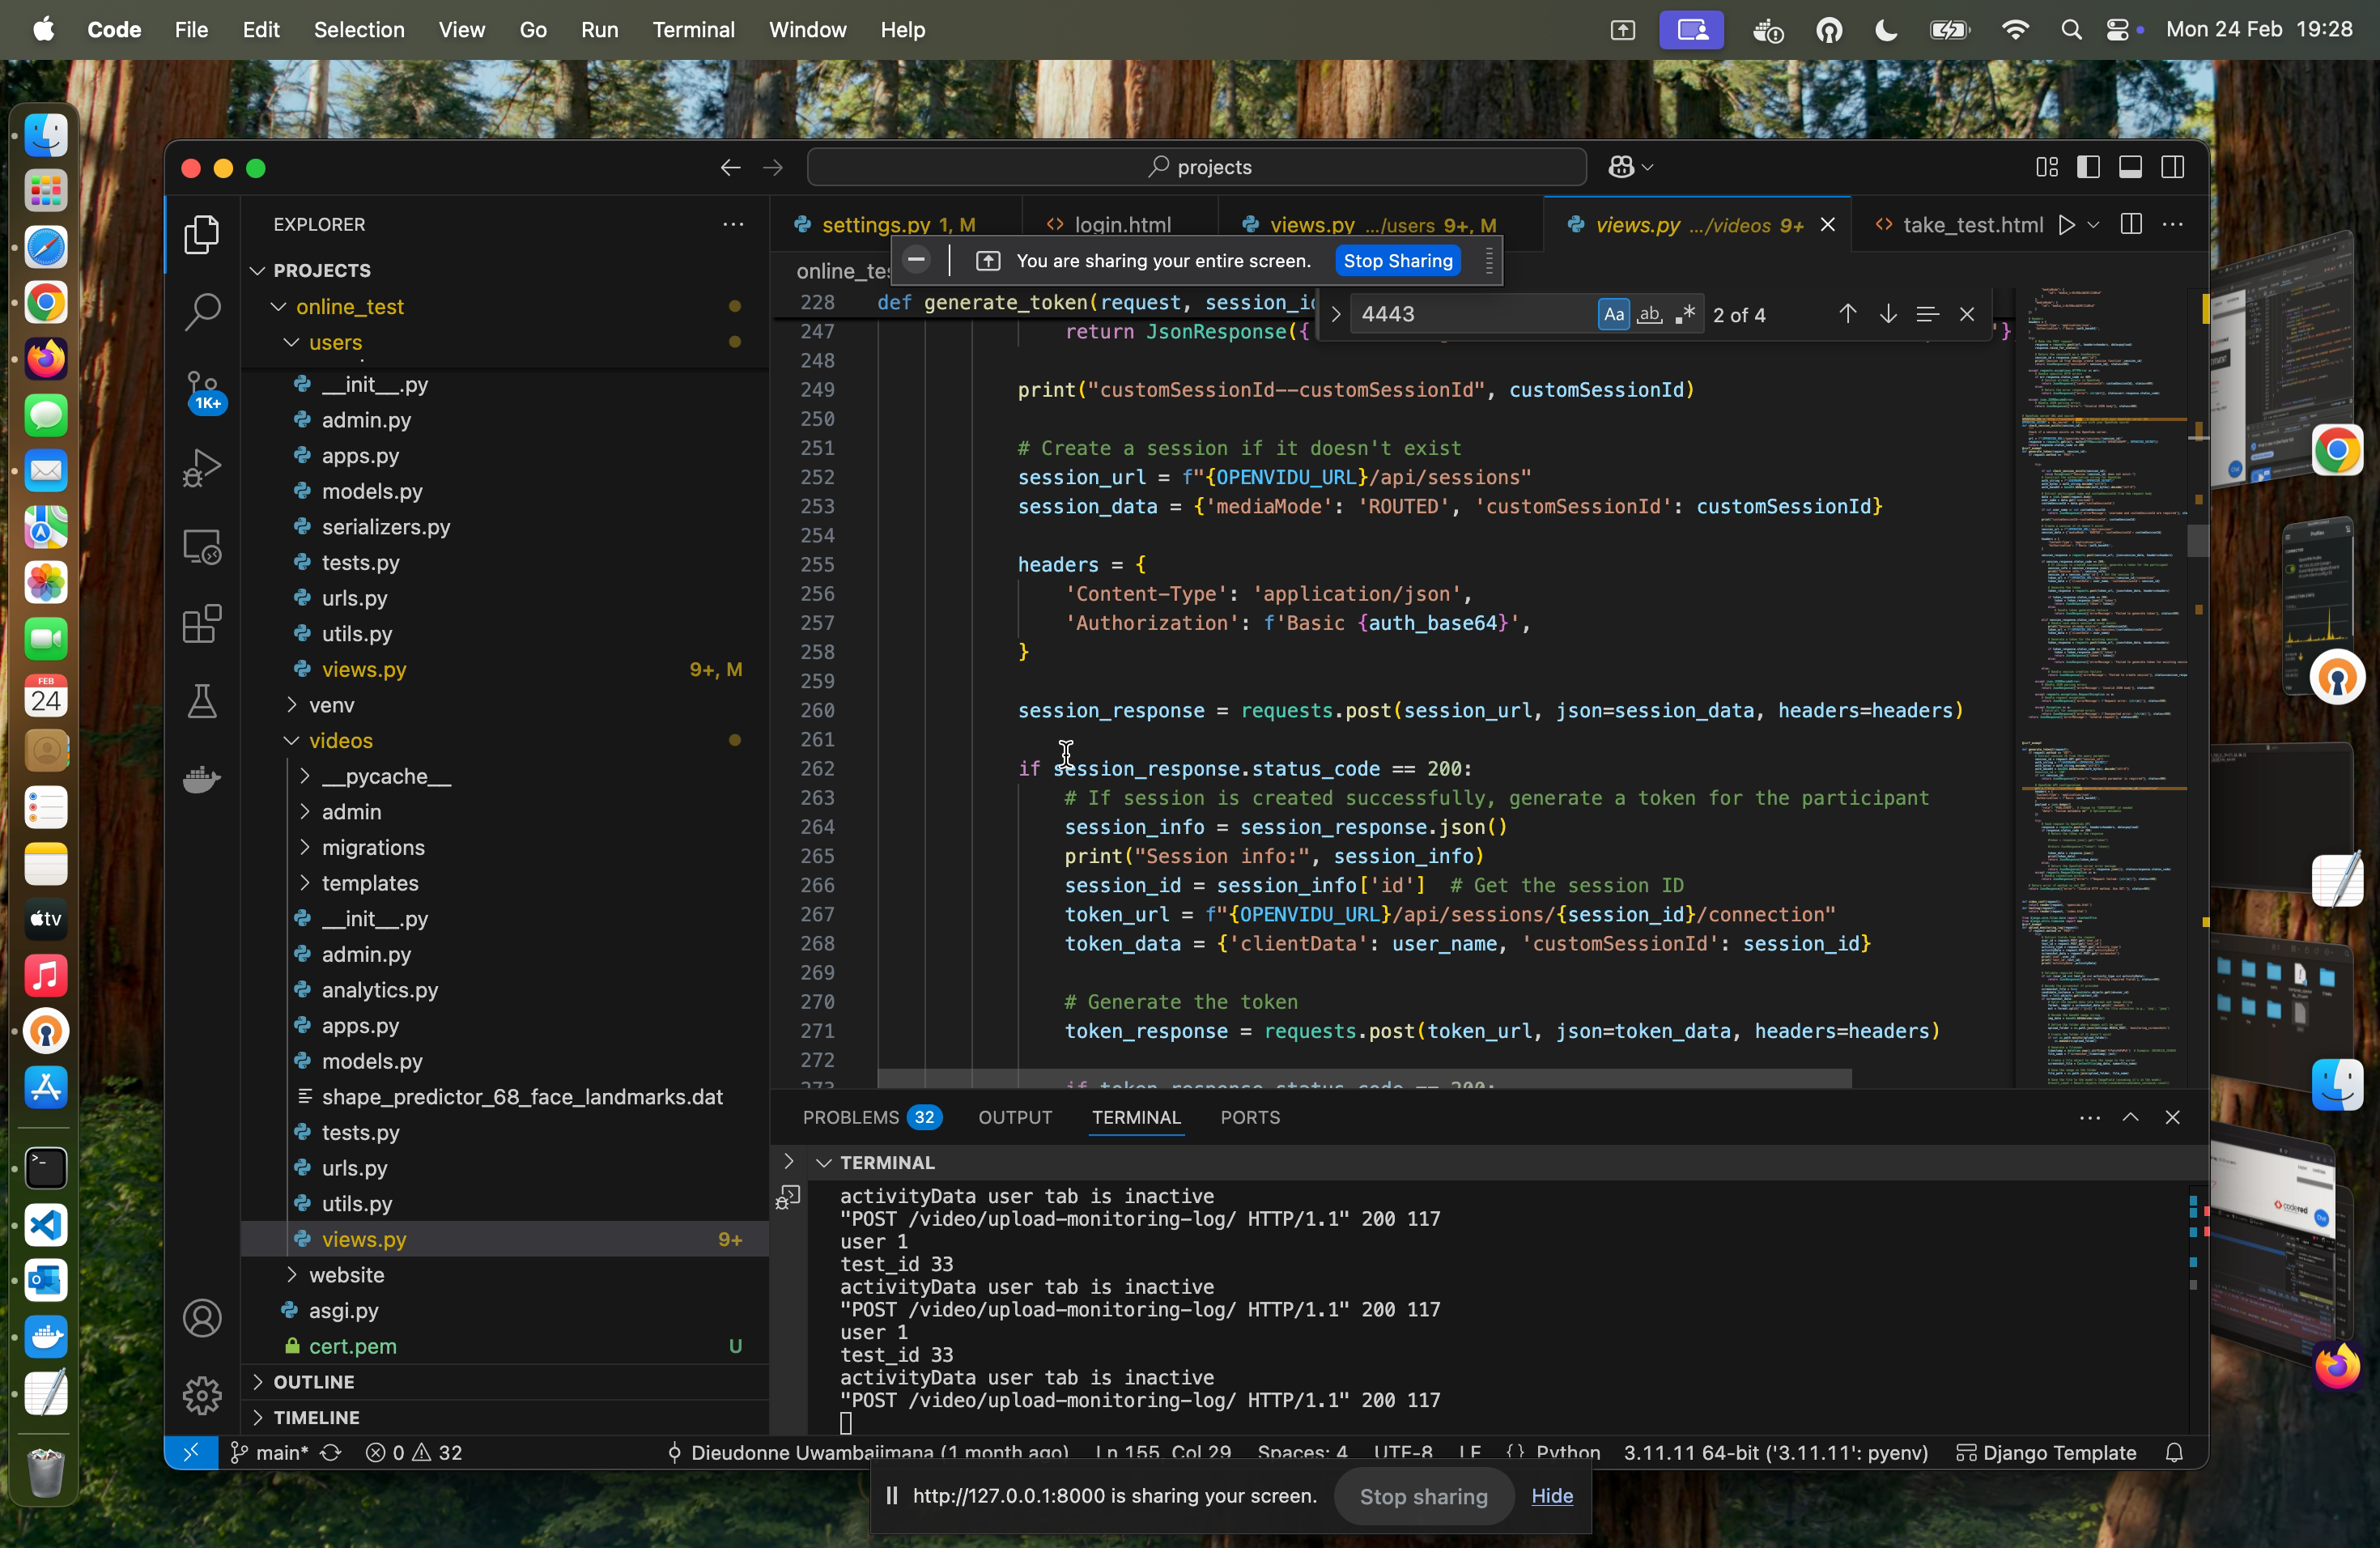 Code File Edit Selection View Go Run Terminal Window Help Mon 24 Feb 19:28
projects
EXPLORER
PROJECTS
online_test
users
__init__.py
admin.py
apps.py
models.py
serializers.py
tests.py
urls.py
utils.py
views.py 9+, M
venv
videos
__pycache__
admin
migrations
templates
__init__.py
admin.py
analytics.py
apps.py
models.py
shape_predictor_68_face_landmarks.dat
tests.py
urls.py
utils.py
views.py 9+
website
asgi.py
cert.pem U
OUTLINE
TIMELINE
1K+
FEB
24
tv
settings.py 1, M login.html views.py .../users 9+, M views.py .../videos 9+ take_test.html
You are sharing your entire screen. Stop Sharing
4443 Aa ab 2 of 4
228 def generate_token(request, session_i
247 return JsonResponse({ '}
248
249 print("customSessionId--customSessionId", customSessionId)
250
251 # Create a session if it doesn't exist
252 session_url = f"{OPENVIDU_URL}/api/sessions"
253 session_data = {'mediaMode': 'ROUTED', 'customSessionId': customSessionId}
254
255 headers = {
256 'Content-Type': 'application/json',
257 'Authorization': f'Basic {auth_base64}',
258 }
259
260 session_response = requests.post(session_url, json=session_data, headers=headers)
261
262 if session_response.status_code == 200:
263 # If session is created successfully, generate a token for the participant
264 session_info = session_response.json()
265 print("Session info:", session_info)
266 session_id = session_info['id'] # Get the session ID
267 token_url = f"{OPENVIDU_URL}/api/sessions/{session_id}/connection"
268 token_data = {'clientData': user_name, 'customSessionId': session_id}
269
270 # Generate the token
271 token_response = requests.post(token_url, json=token_data, headers=headers)
272
273 if token_response.status_code == 200:
PROBLEMS 32 OUTPUT TERMINAL PORTS
TERMINAL
activityData user tab is inactive
"POST /video/upload-monitoring-log/ HTTP/1.1" 200 117
user 1
test_id 33
activityData user tab is inactive
"POST /video/upload-monitoring-log/ HTTP/1.1" 200 117
user 1
test_id 33
activityData user tab is inactive
"POST /video/upload-monitoring-log/ HTTP/1.1" 200 117
main* 0 32 Dieudonne Uwambajimana (1 month ago) Ln 155, Col 29 Spaces: 4 UTF-8 LF {} Python 3.11.11 64-bit ('3.11.11': pyenv) Django Template
http://127.0.0.1:8000 is sharing your screen. Stop sharing Hide